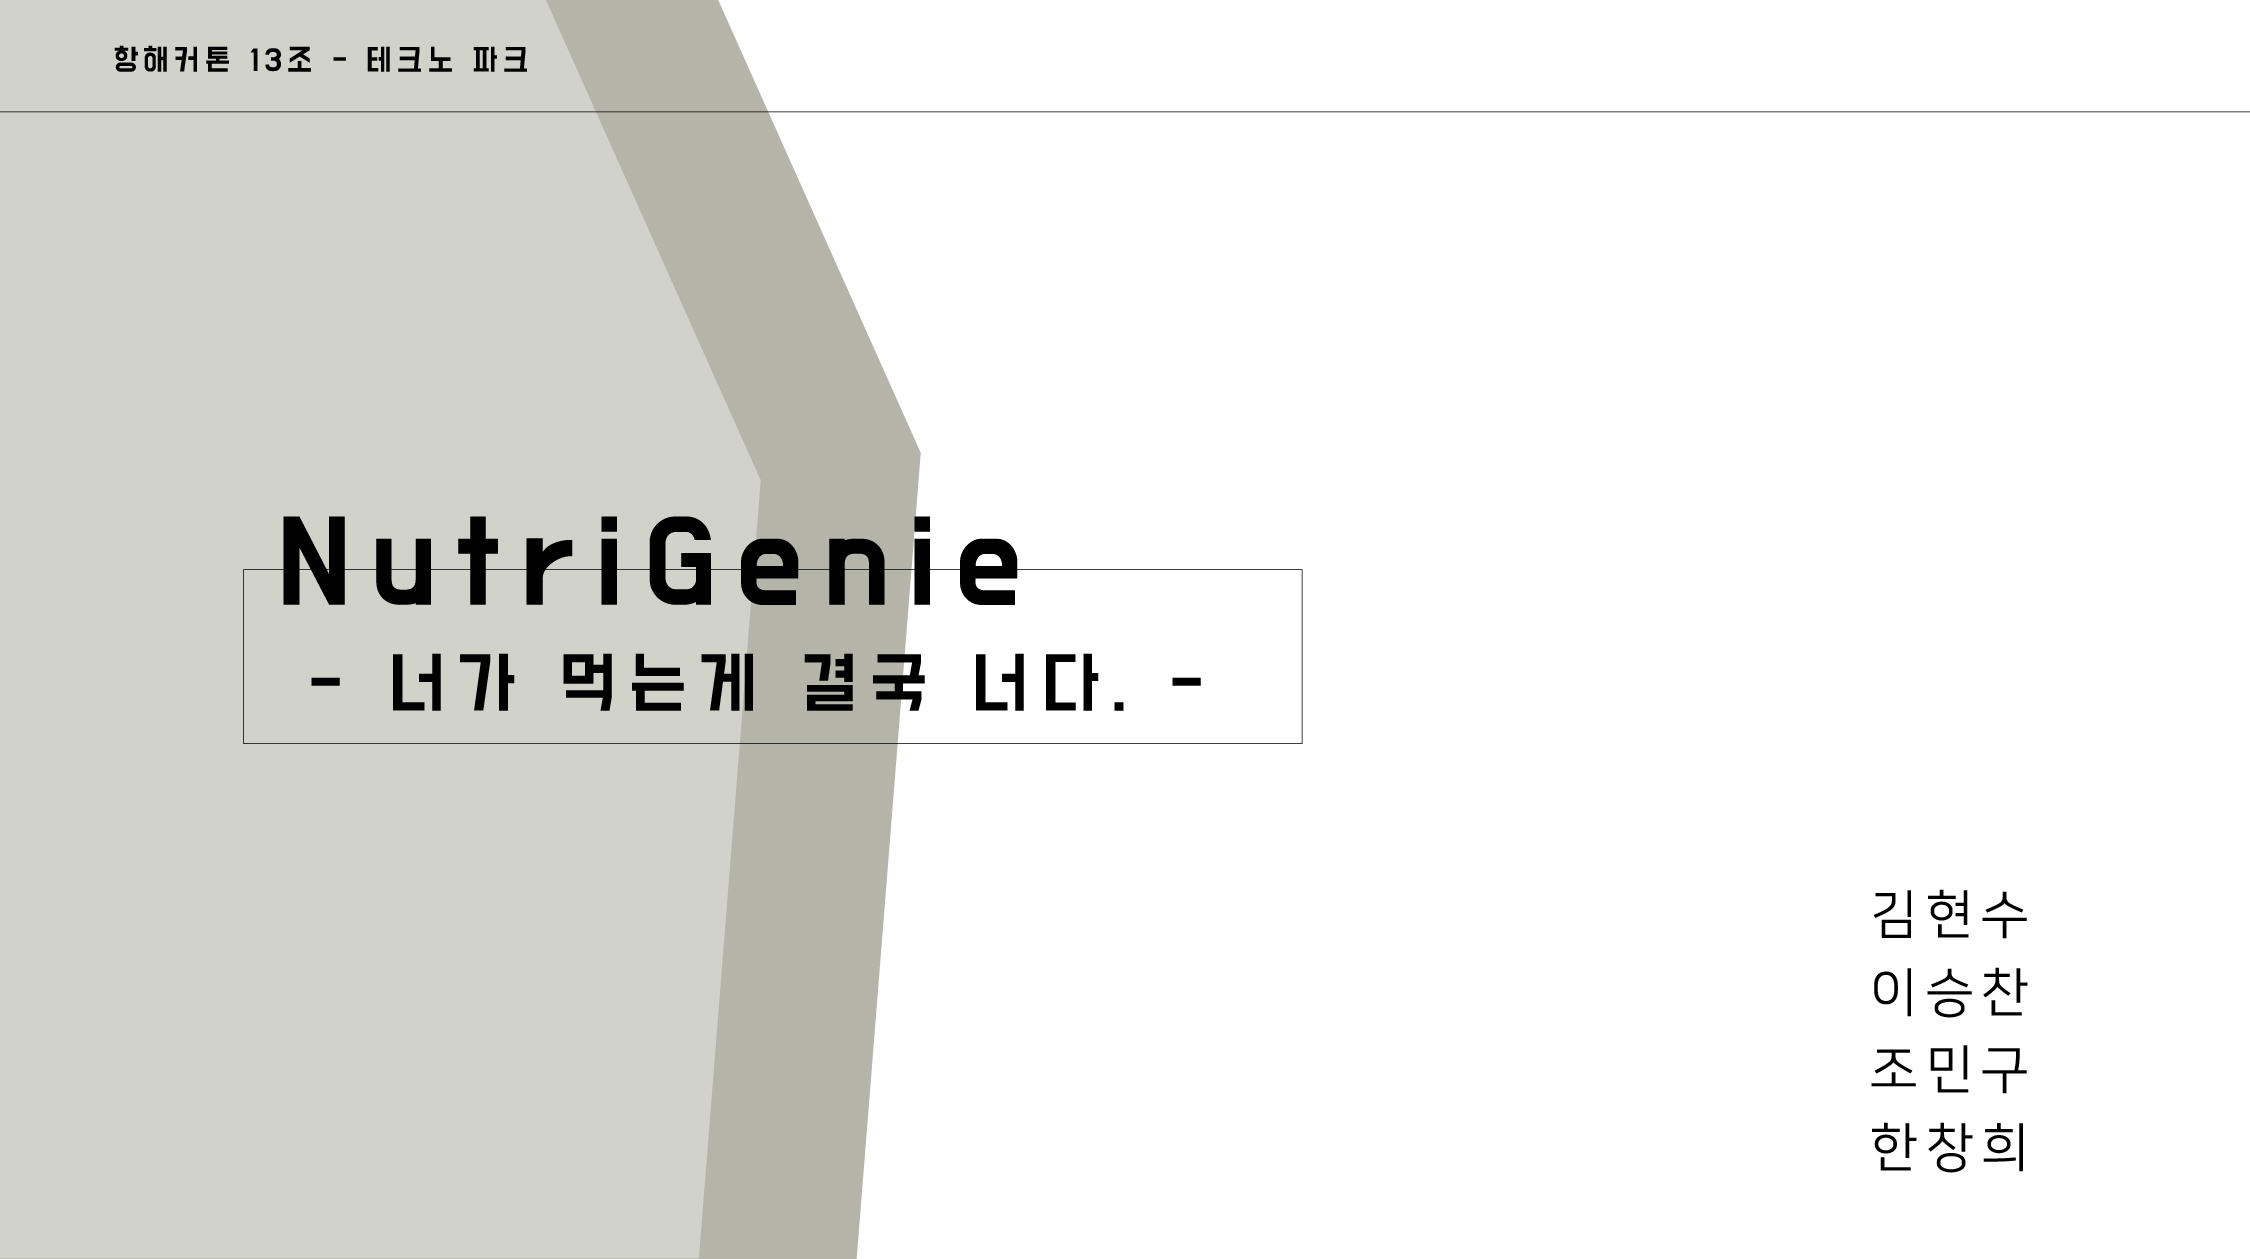 항해커톤 13조 - 테크노 파크
NutriGenie
- 너가 먹는게 결국 너다. -
김현수
이승찬
조민구
한창희